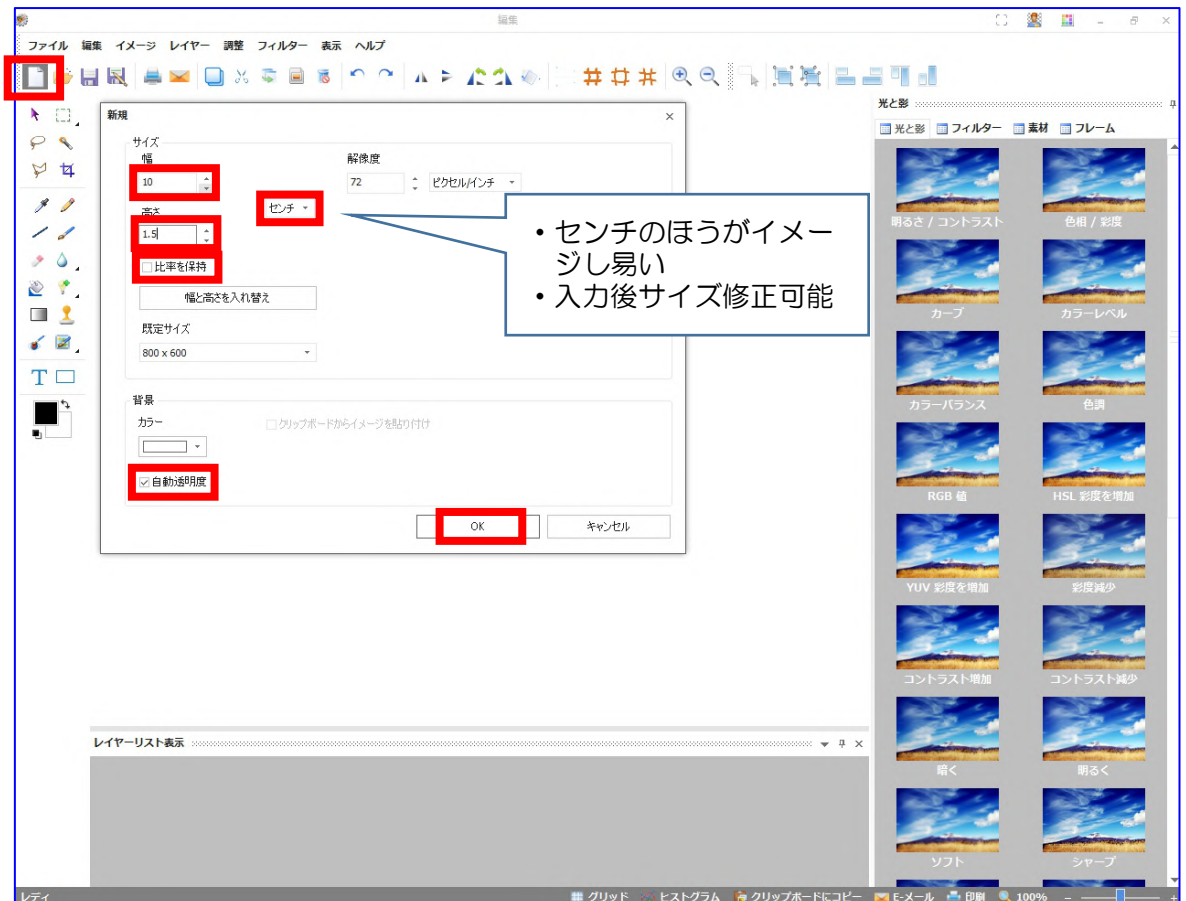 編集
ファイル 編集 イメージ レイヤー 調整 フィルター 表示 ヘルプ
新規
サイズ
幅
解像度
10
72
ピクセル/インチ
高さ
センチ
1.5
比率を保持
幅と高さを入れ替え
既定サイズ
800 x 600
背景
カラー
クリップボードからイメージを貼り付け
自動透明度
OK
キャンセル
・センチのほうがイメー
ジし易い
・入力後サイズ修正可能
光と影
光と影 フィルター 素材 フレーム
明るさ / コントラスト
色相 / 彩度
カーブ
カラーレベル
カラーバランス
色調
RGB 値
HSL 彩度を増加
YUV 彩度を増加
彩度減少
コントラスト増加
コントラスト減少
暗く
明るく
ソフト
シャープ
レイヤーリスト表示
レディ
グリッド ヒストグラム クリップボードにコピー E-メール 印刷 100%